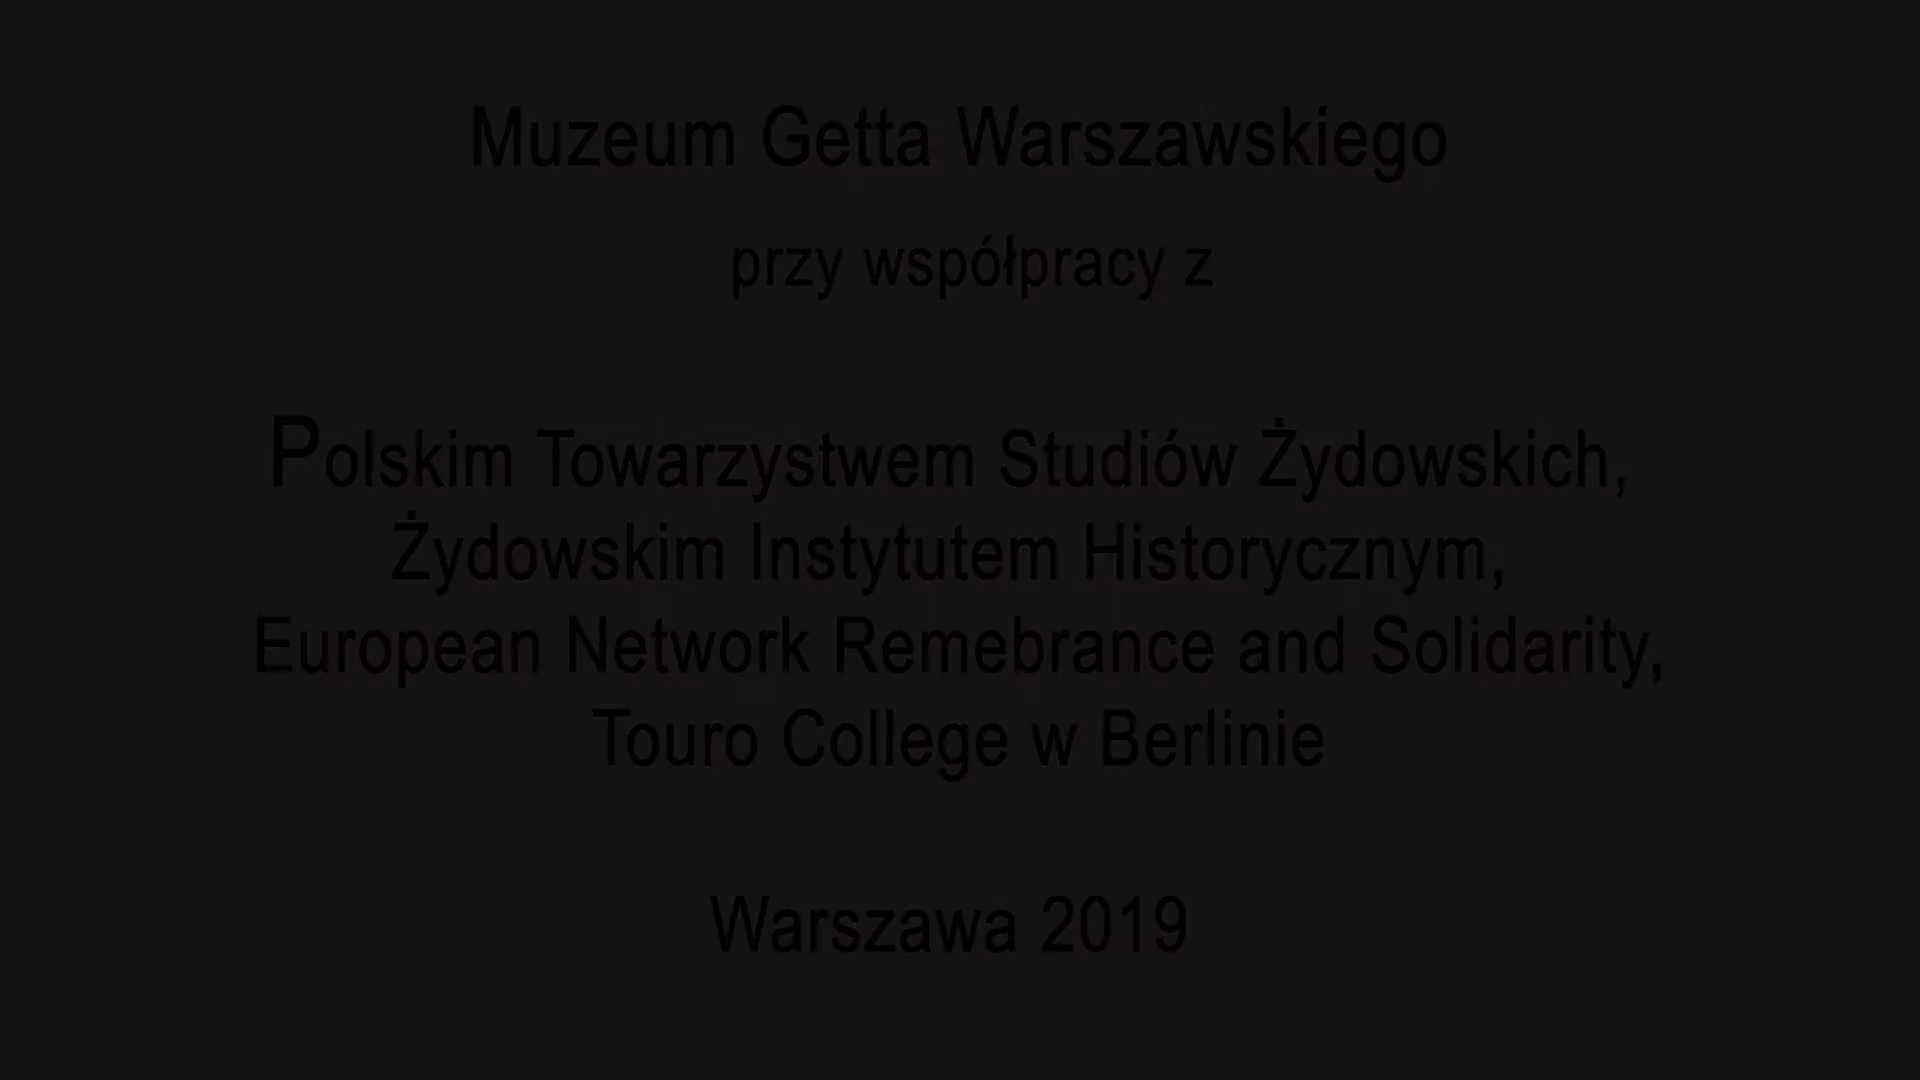 Muzeum Getta Warszawskiego
przy współpracy z
Polskim Towarzystwem Studiów Żydowskich,
Żydowskim Instytutem Historycznym,
European Network Remebrance and Solidarity,
Touro College w Berlinie
Warszawa 2019